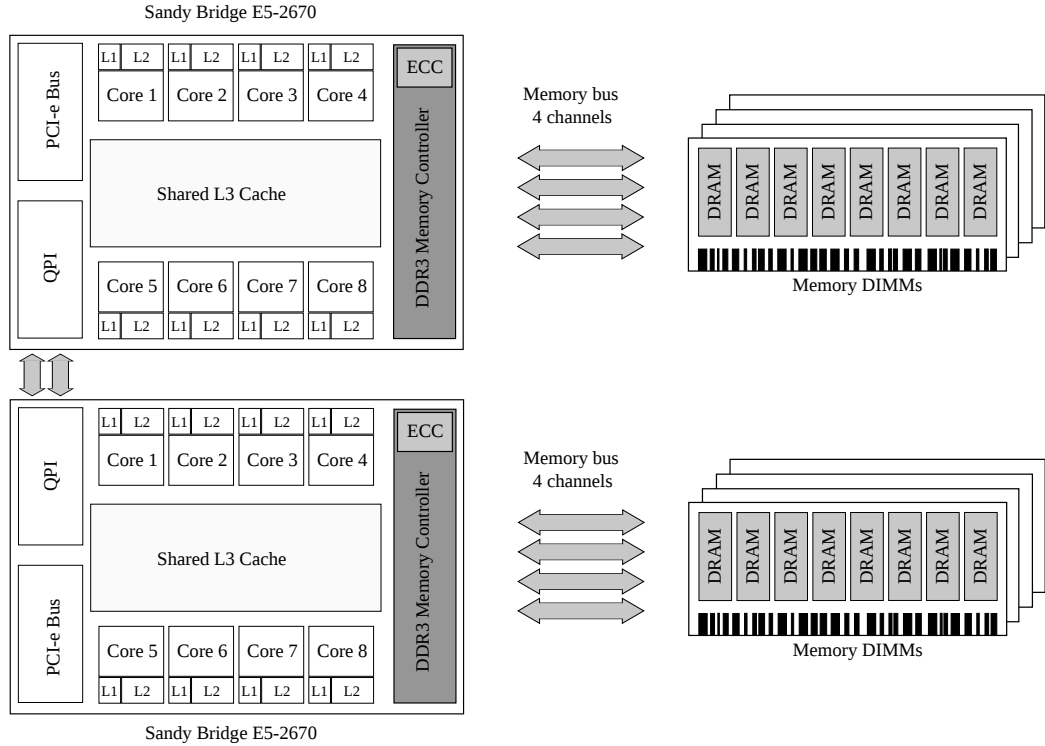 Sandy Bridge E5-2670
PCI-e Bus
L1 L2 L1 L2 L1 L2 L1 L2
Core 1 Core 2 Core 3 Core 4
ECC
DDR3 Memory Controller
Shared L3 Cache
QPI
Core 5 Core 6 Core 7 Core 8
L1 L2 L1 L2 L1 L2 L1 L2
Memory bus
4 channels
DRAM DRAM DRAM DRAM DRAM DRAM DRAM DRAM
Memory DIMMs
QPI
L1 L2 L1 L2 L1 L2 L1 L2
Core 1 Core 2 Core 3 Core 4
ECC
DDR3 Memory Controller
Shared L3 Cache
PCI-e Bus
Core 5 Core 6 Core 7 Core 8
L1 L2 L1 L2 L1 L2 L1 L2
Memory bus
4 channels
DRAM DRAM DRAM DRAM DRAM DRAM DRAM DRAM
Memory DIMMs
Sandy Bridge E5-2670